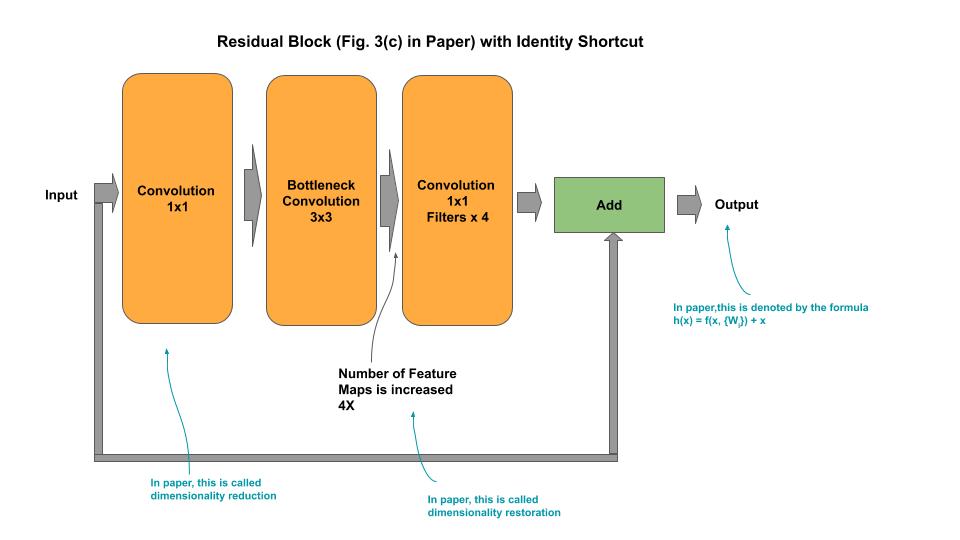 Residual Block (Fig. 3(c) in Paper) with Identity Shortcut
Input
Convolution
1x1
Bottleneck
Convolution
3x3
Convolution
1x1
Filters x 4
Add
Output
In paper,this is denoted by the formula
h(x) = f(x, {Wi}) + x
Number of Feature
Maps is increased
4X
In paper, this is called
dimensionality reduction
In paper, this is called
dimensionality restoration